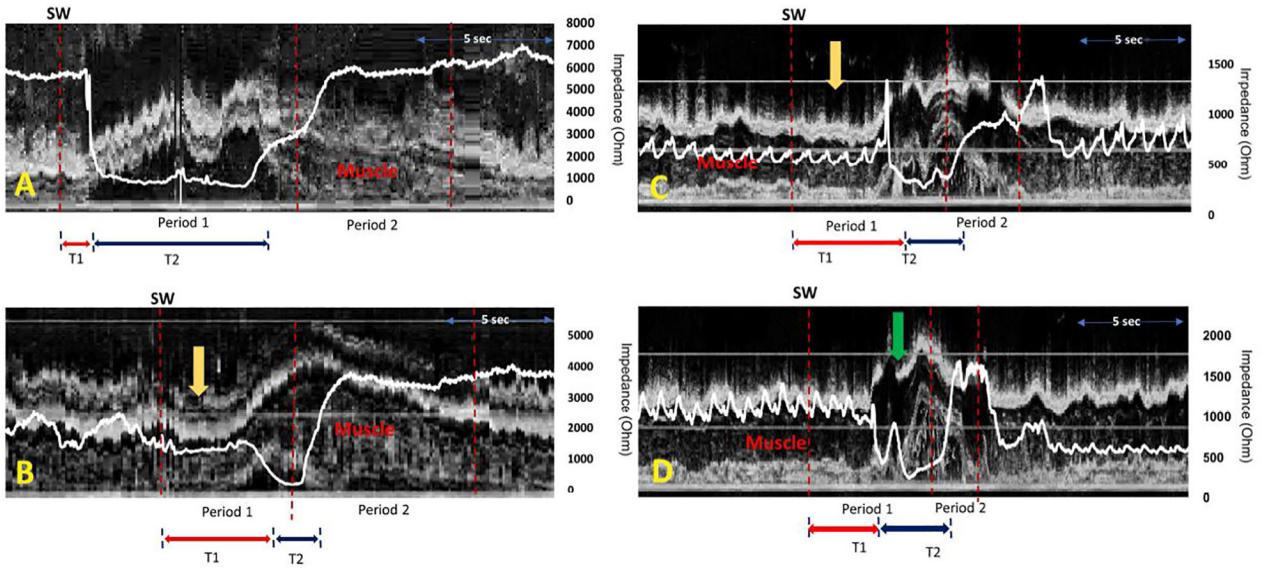 SW
8000
7000
6000
5000
4000
3000
2000
1000
0
Impedance (Ohm)
5 sec
Muscle
A
Period 1
Period 2
T1
T2
SW
1500
1000
500
0
Impedance (Ohm)
5 sec
Muscle
C
Period 1
Period 2
T1
T2
SW
5000
4000
3000
2000
1000
0
Impedance (Ohm)
5 sec
Muscle
B
Period 1
Period 2
T1
T2
SW
2000
1500
1000
500
0
Impedance (Ohm)
5 sec
Muscle
D
Period 1
Period 2
T1
T2